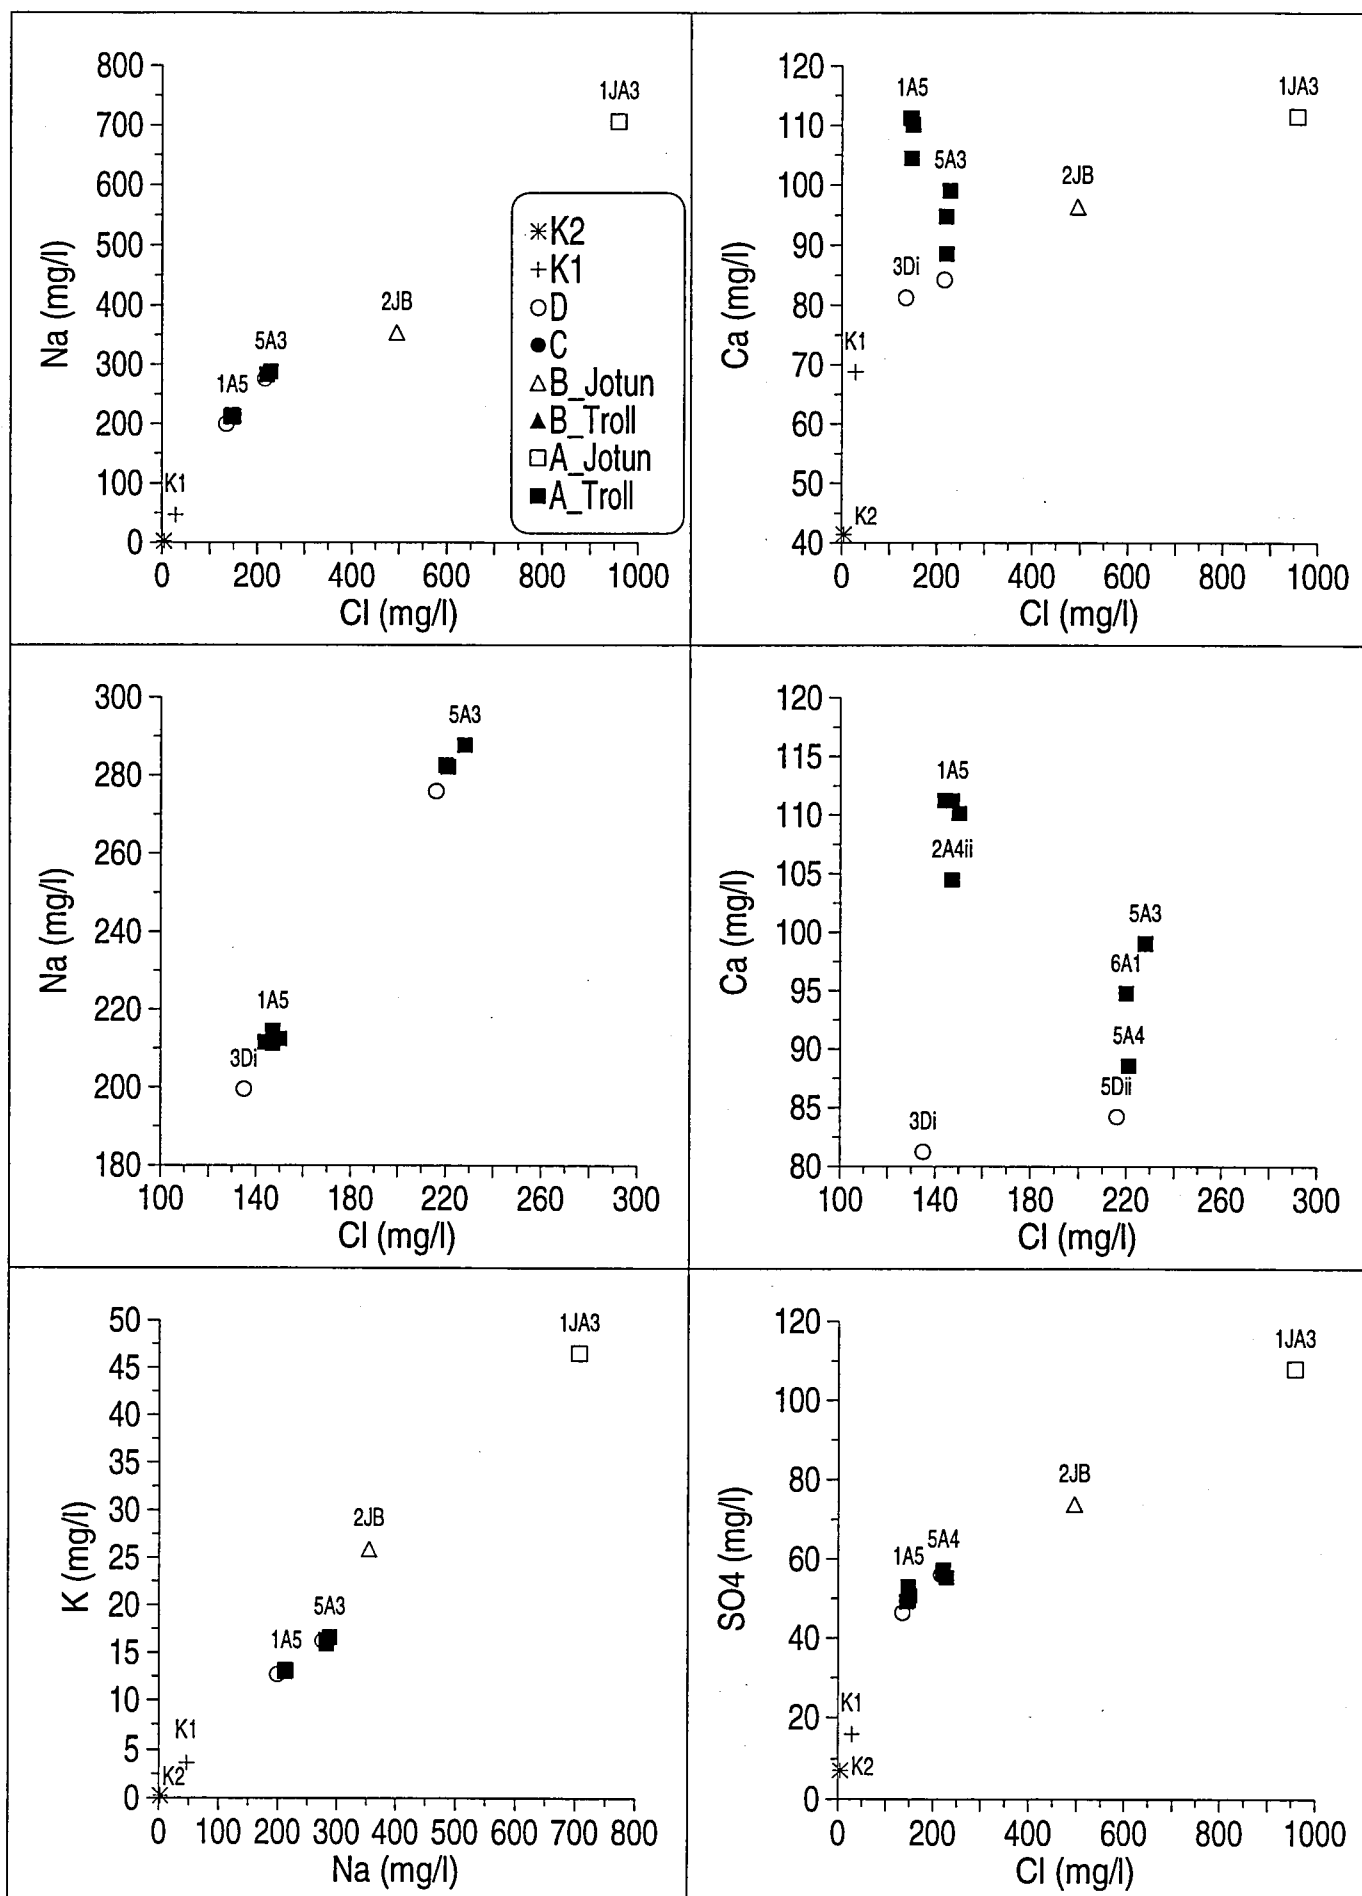 800
700
600
500
400
300
200
100
0
Na (mg/l)
0 200 400 600 800 1000
Cl (mg/l)
1JA3
2JB
5A3
1A5
K1
K2
K1
D
C
B_Jotun
B_Troll
A_Jotun
A_Troll
120
110
100
90
80
70
60
50
40
Ca (mg/l)
0 200 400 600 800 1000
Cl (mg/l)
1A5
1JA3
5A3
2JB
3Di
K1
K2
300
280
260
240
220
200
180
Na (mg/l)
100 140 180 220 260 300
Cl (mg/l)
5A3
1A5
3Di
120
115
110
105
100
95
90
85
80
Ca (mg/l)
100 140 180 220 260 300
Cl (mg/l)
1A5
2A4ii
5A3
6A1
5A4
5Dii
3Di
50
45
40
35
30
25
20
15
10
5
0
K (mg/l)
0 100 200 300 400 500 600 700 800
Na (mg/l)
1JA3
2JB
5A3
1A5
K1
K2
120
100
80
60
40
20
0
SO4 (mg/l)
0 200 400 600 800 1000
Cl (mg/l)
1JA3
2JB
5A4
1A5
K1
K2